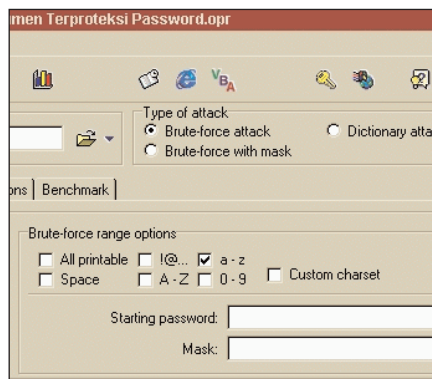 men Terproteksi Password.opr
VBA
Type of attack
Brute-force attack
Dictionary atta
Brute-force with mask
ons
Benchmark
Brute-force range options
All printable
!@...
a - z
Space
A - Z
0 - 9
Custom charset
Starting password:
Mask: